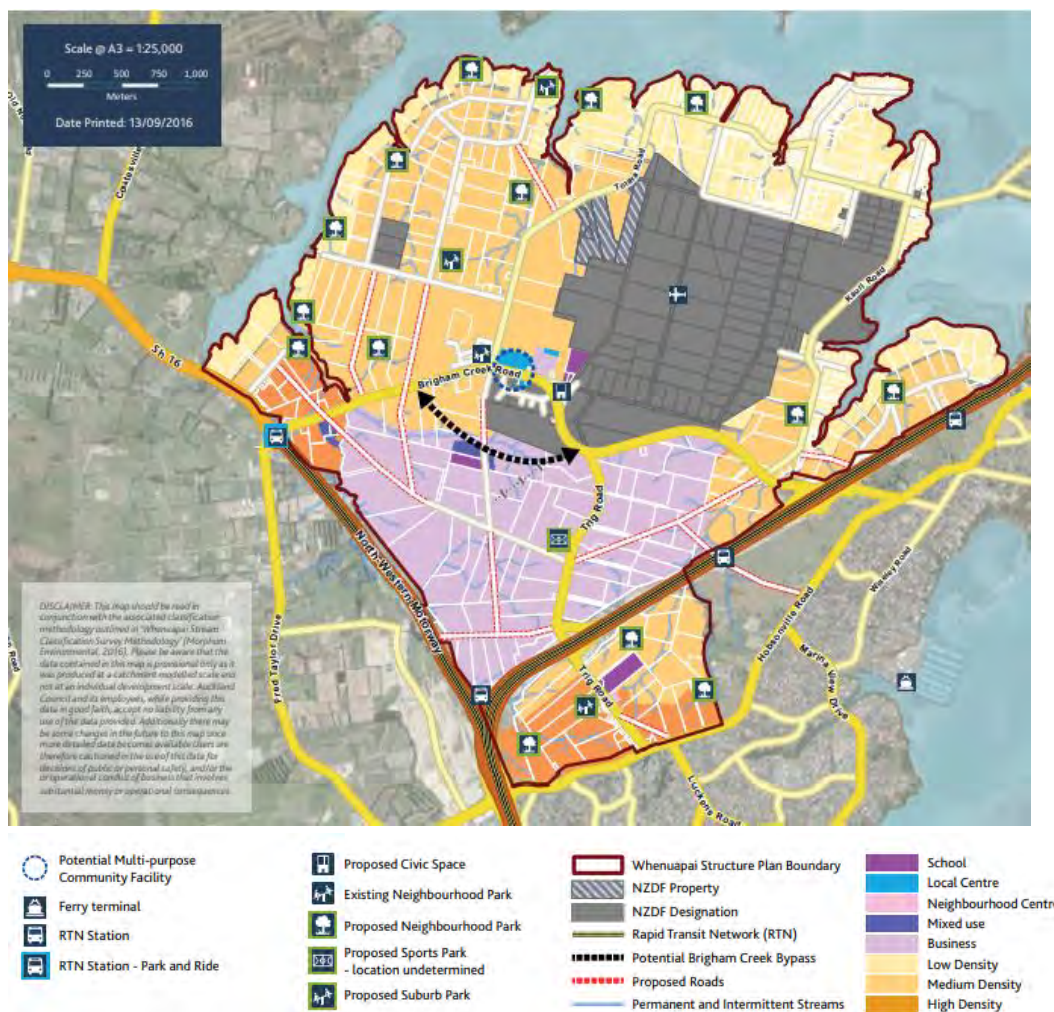 Scale @ A3 = 1:25,000
0 250 500 750 1,000
Meters
Date Printed: 13/09/2016
Coatesville
Totara Road
Kauri Road
Sh 16
Brigham Creek Road
Trig Road
North-Western Motorway
Fred Taylor Drive
Hobsonville Road
Wiseley Road
Marina View Drive
Trig Road
Luckens Road
DISCLAIMER: This map should be read in
conjunction with the associated classification
methodology outlined in "Whenuapai Stream
Classification Survey Methodology" (Morphum
Environmental, 2016). Please be aware that the
data contained in this map is provisional only as it
was produced at a catchment modelled scale and
not at an individual development scale. Auckland
Council and its employees, while providing this
data in good faith, accept no liability from any
use of the data provided. Additionally there may
be some changes in the future to this map once
more detailed data becomes available. Users are
therefore cautioned in the use of this data for
decisions of public or personal safety, and/or the
or operational conduct of business that involves
substantial money or operational consequences.
Potential Multi-purpose
Community Facility
Ferry terminal
RTN Station
RTN Station - Park and Ride
Proposed Civic Space
Existing Neighbourhood Park
Proposed Neighbourhood Park
Proposed Sports Park
- location undetermined
Proposed Suburb Park
Whenuapai Structure Plan Boundary
NZDF Property
NZDF Designation
Rapid Transit Network (RTN)
Potential Brigham Creek Bypass
Proposed Roads
Permanent and Intermittent Streams
School
Local Centre
Neighbourhood Centre
Mixed use
Business
Low Density
Medium Density
High Density